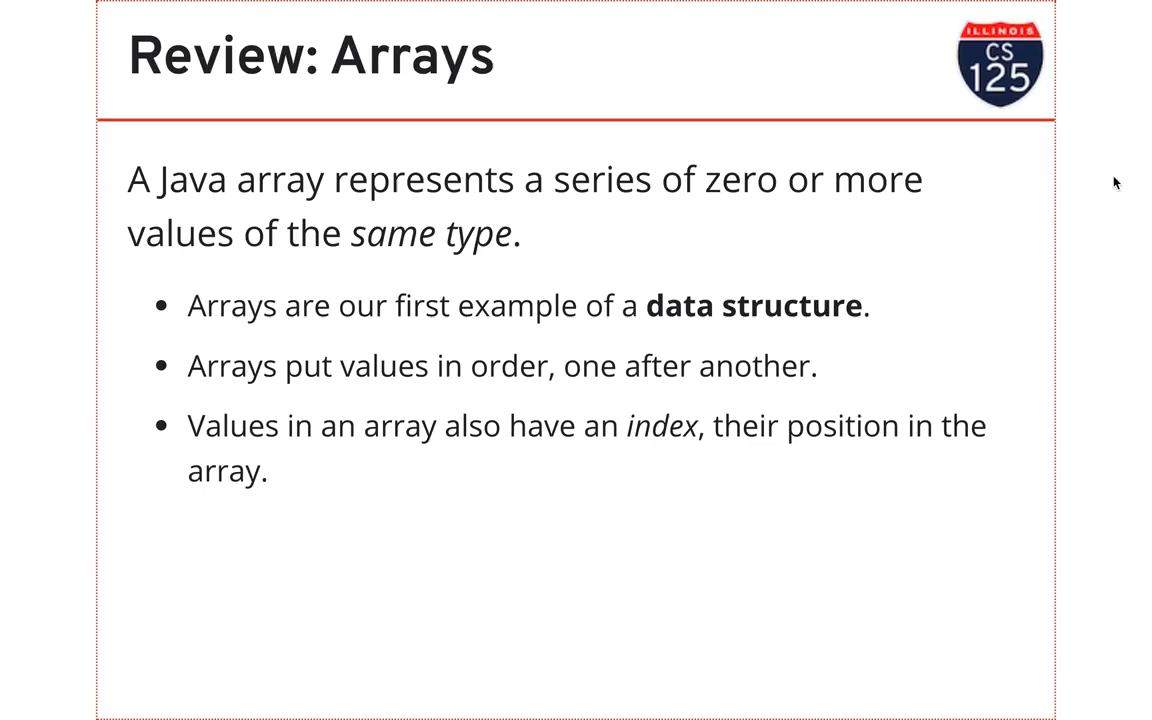 Review: Arrays
ILLINOIS
CS
125
A Java array represents a series of zero or more
values of the same type.
Arrays are our first example of a data structure.
Arrays put values in order, one after another.
Values in an array also have an index, their position in the
array.